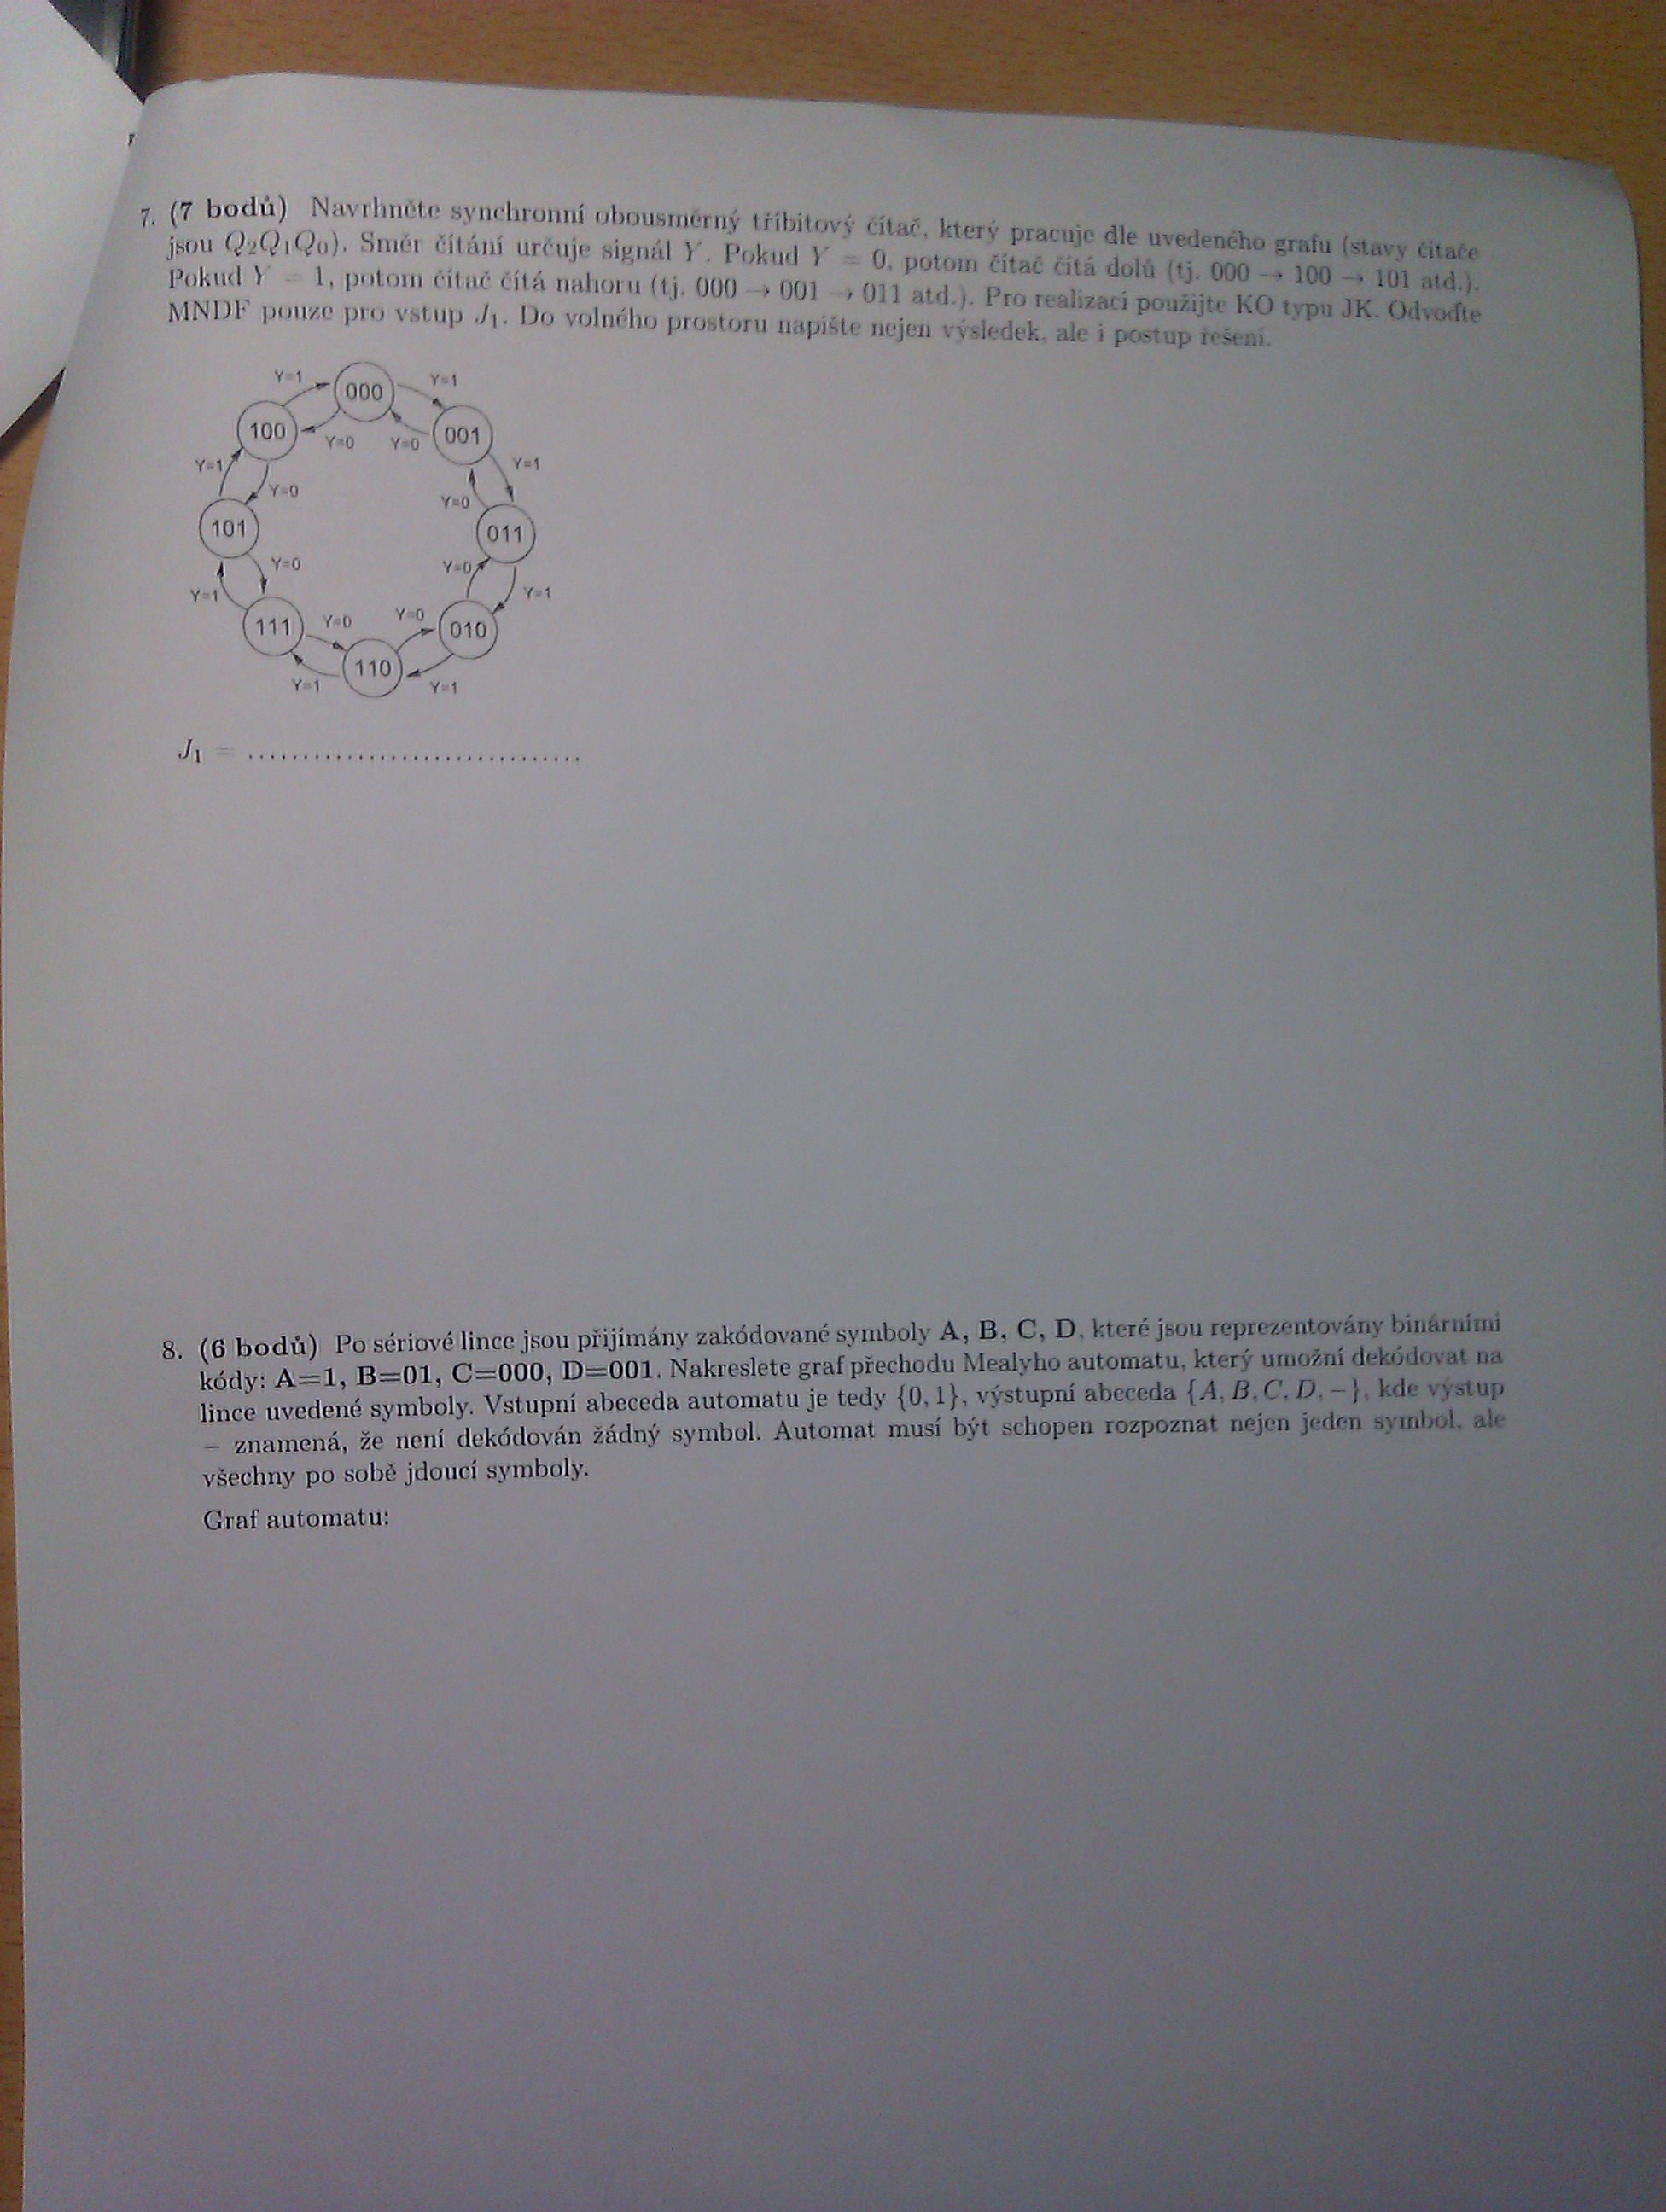 7. (7 bodů) Navrhněte synchronní obousměrný tříbitový čítač, který pracuje dle uvedeného grafu (stavy čítače
jsou Q₂Q₁Q₀). Směr čítání určuje signál Y. Pokud Y = 0, potom čítač čítá dolů (tj. 000 → 100 → 101 atd.).
Pokud Y = 1, potom čítač čítá nahoru (tj. 000 → 001 → 011 atd.). Pro realizaci použijte KO typu JK. Odvoďte
MNDF pouze pro vstup J₁. Do volného prostoru napište nejen výsledek, ale i postup řešení.
Y=1 000 Y=1
100 Y=0 Y=0 001
Y=1 Y=0 Y=0 Y=1
101 011
Y=1 Y=0 Y=0 Y=1
111 Y=0 Y=0 010
Y=1 110 Y=1
J₁ = ..............................
8. (6 bodů) Po sériové lince jsou přijímány zakódované symboly A, B, C, D, které jsou reprezentovány binárními
kódy: A=1, B=01, C=000, D=001. Nakreslete graf přechodu Mealyho automatu, který umožní dekódovat na
lince uvedené symboly. Vstupní abeceda automatu je tedy {0, 1}, výstupní abeceda {A, B, C, D, −}, kde výstup
− znamená, že není dekódován žádný symbol. Automat musí být schopen rozpoznat nejen jeden symbol, ale
všechny po sobě jdoucí symboly.
Graf automatu: